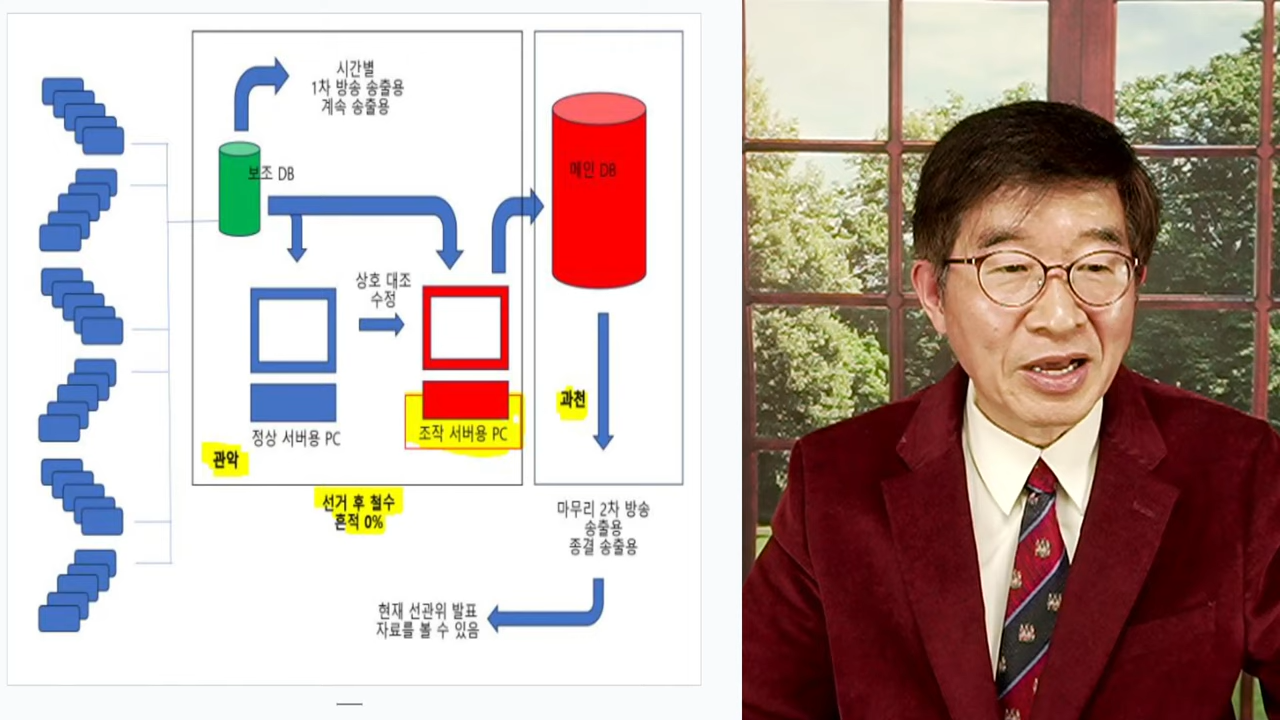 시간별
1차 방송 송출용
계속 송출용
보조 DB
메인 DB
상호 대조
수정
정상 서버용 PC
조작 서버용 PC
관악
과천
선거 후 철수
흔적 0%
마무리 2차 방송
송출용
종결 송출용
현재 선관위 발표
자료를 볼 수 있음